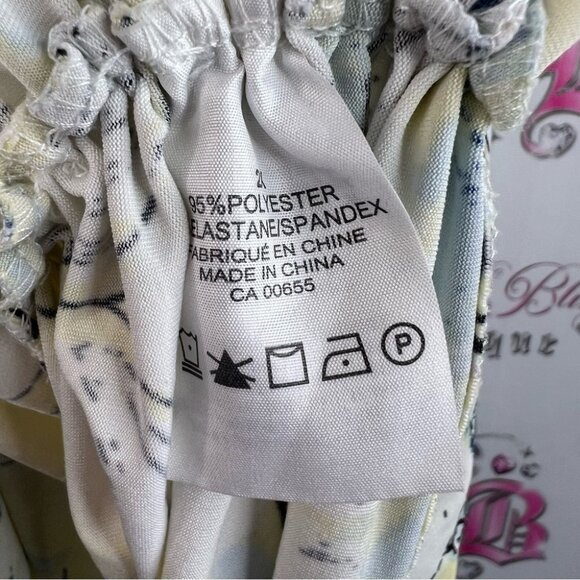 95%POLYESTER
ELASTANE/SPANDEX
FABRIQUÉ EN CHINE
MADE IN CHINA
CA 00655
P